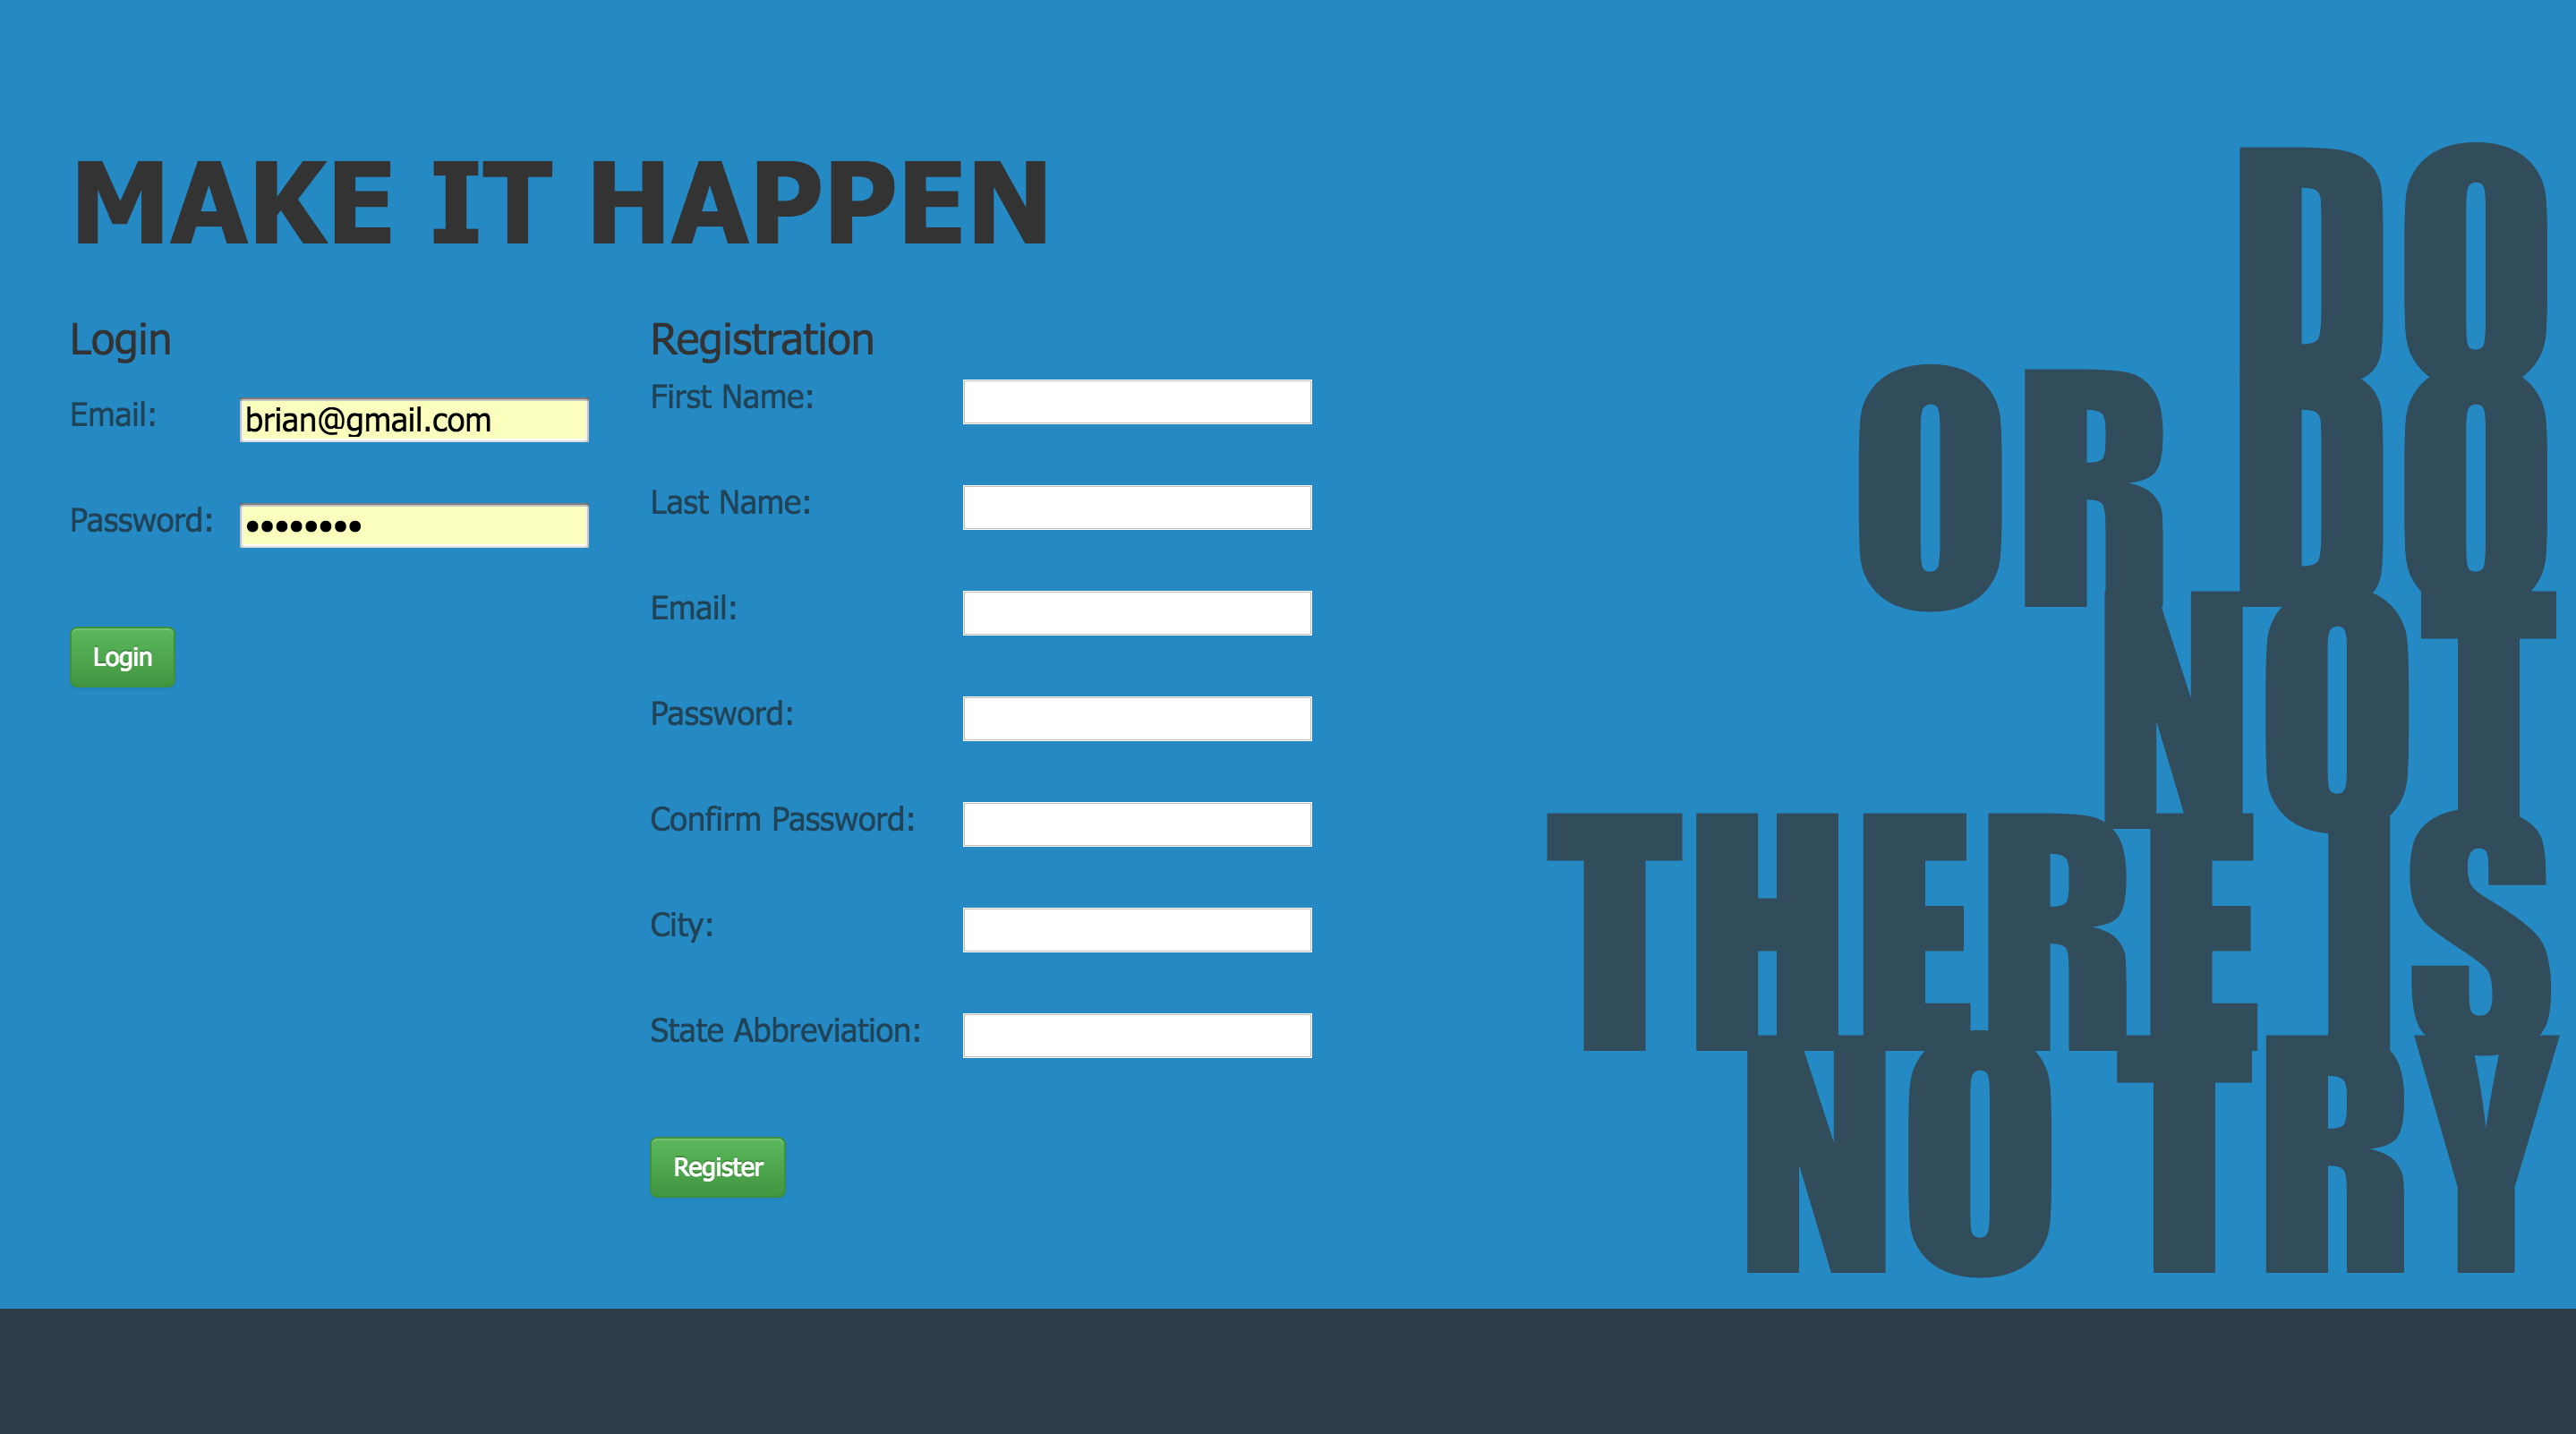 MAKE IT HAPPEN
Login
Email: brian@gmail.com
Password: ••••••••
Login
Registration
First Name:
Last Name:
Email:
Password:
Confirm Password:
City:
State Abbreviation:
Register
DO
OR DO
NOT
THERE IS
NO TRY